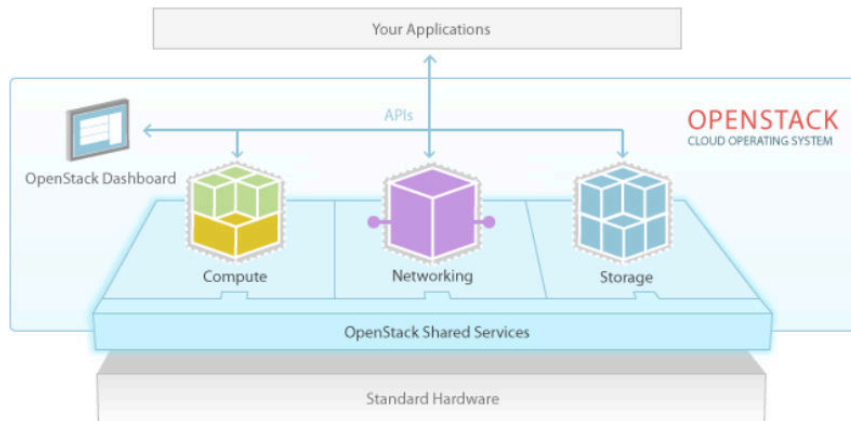 Your Applications
APIs
OPENSTACK
CLOUD OPERATING SYSTEM
OpenStack Dashboard
Compute
Networking
Storage
OpenStack Shared Services
Standard Hardware